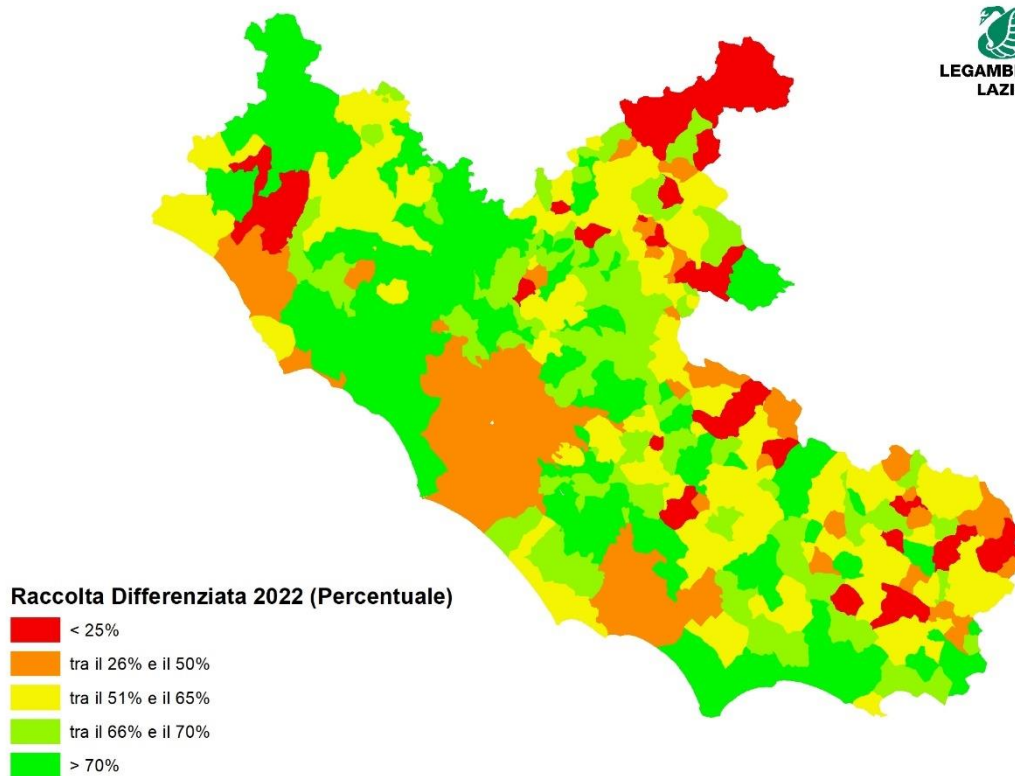 LEGAMB
LAZI
Raccolta Differenziata 2022 (Percentuale)
< 25%
tra il 26% e il 50%
tra il 51% e il 65%
tra il 66% e il 70%
> 70%